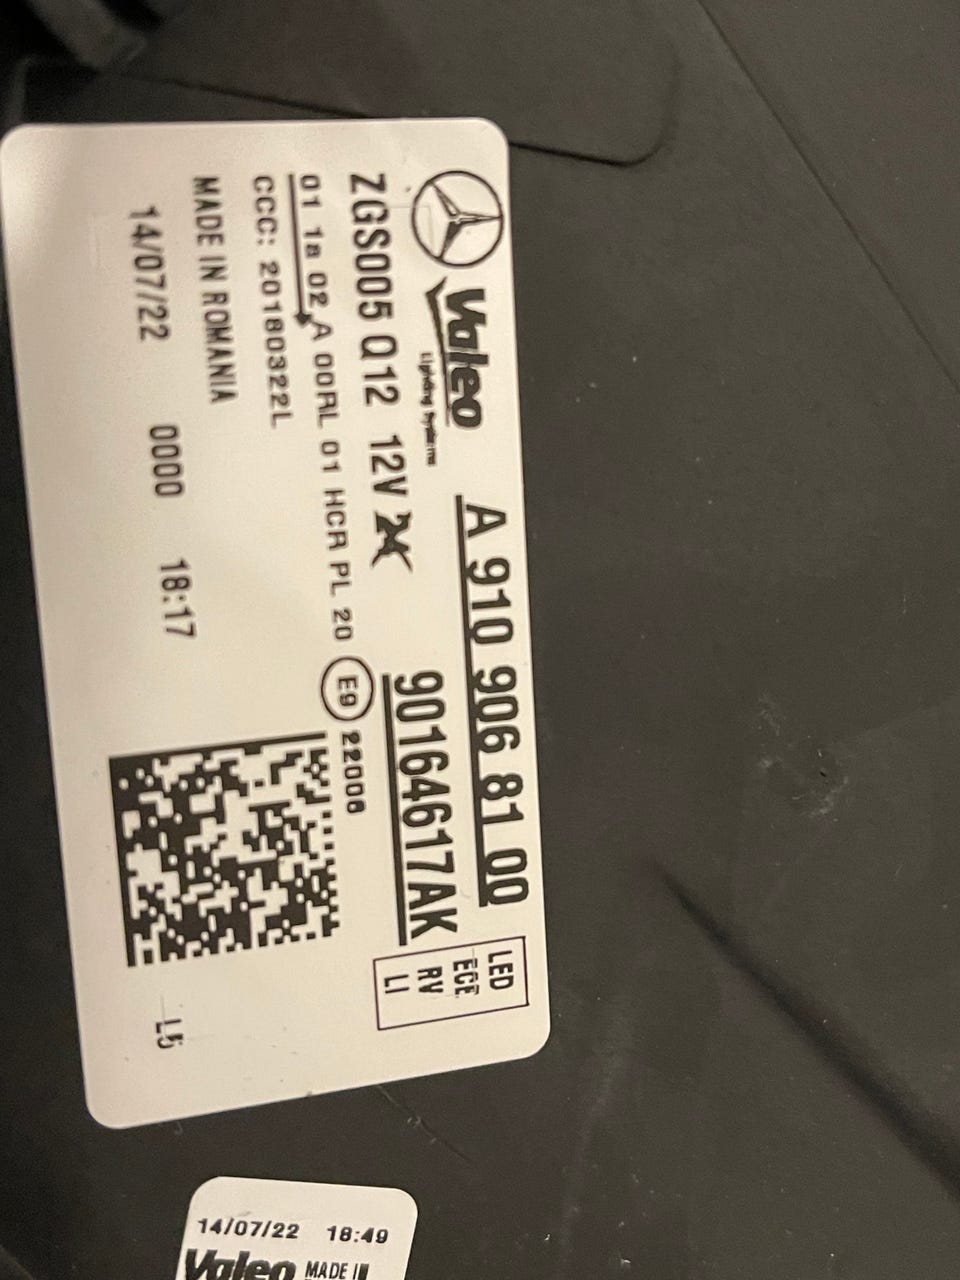 Valeo
Lighting Systems
A 910 906 81 00
LED
ECE
RV
LI
ZGS005 Q12 12V
90164617AK
01 1a 02 A 00RL 01 HCR PL 20 E9 22006
CCC: 20180322L
MADE IN ROMANIA
14/07/22 0000 18:17
L5
14/07/22 18:49
Valeo MADE I